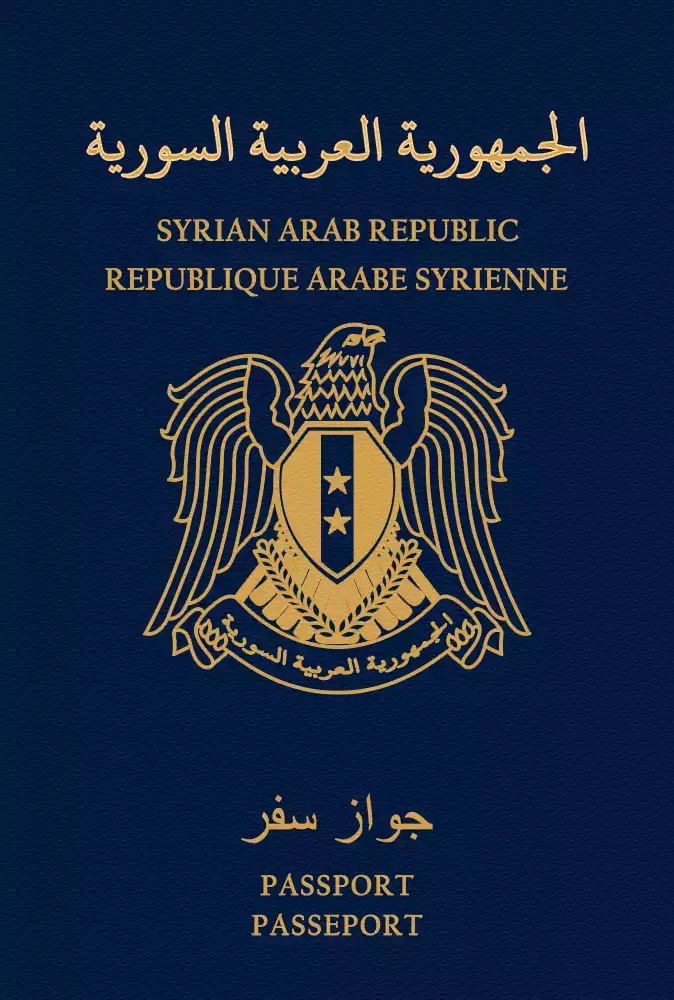 الجمهورية العربية السورية
SYRIAN ARAB REPUBLIC
REPUBLIQUE ARABE SYRIENNE
الجمهورية العربية السورية
جواز سفر
PASSPORT
PASSEPORT